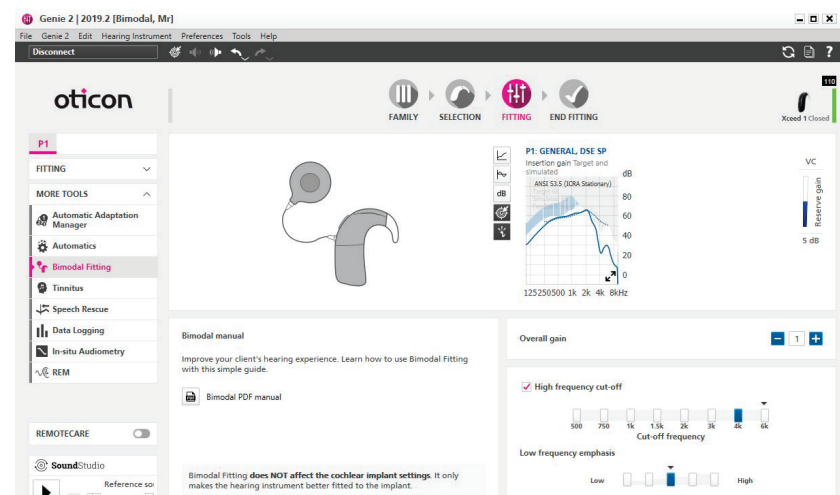 Genie 2 | 2019.2 [Bimodal, Mr]
File Genie 2 Edit Hearing Instrument Preferences Tools Help
Disconnect
?
oticon
FAMILY SELECTION FITTING END FITTING
110
Xceed 1 Closed
P1
FITTING
MORE TOOLS
Automatic Adaptation
Manager
Automatics
Bimodal Fitting
Tinnitus
Speech Rescue
Data Logging
In-situ Audiometry
REM
REMOTECARE
SoundStudio
Reference so
P1: GENERAL, DSE SP
Insertion gain Target and
simulated
dB
ANSI S3.5 (ICRA Stationary)
80
60
40
20
0
125250500 1k 2k 4k 8kHz
dB
VC
Reserve gain
5 dB
Bimodal manual
Improve your client's hearing experience. Learn how to use Bimodal Fitting
with this simple guide.
PDF
Bimodal PDF manual
Bimodal Fitting does NOT affect the cochlear implant settings. It only
makes the hearing instrument better fitted to the implant.
Overall gain
1
High frequency cut-off
500 750 1k 1.5k 2k 3k 4k 6k
Cut-off frequency
Low frequency emphasis
Low High